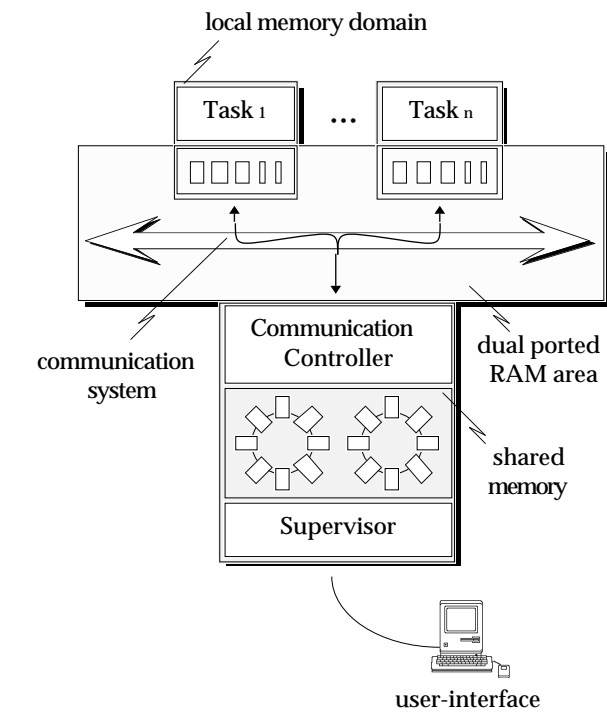 local memory domain
Task 1
...
Task n
Communication
Controller
communication
system
dual ported
RAM area
shared
memory
Supervisor
user-interface